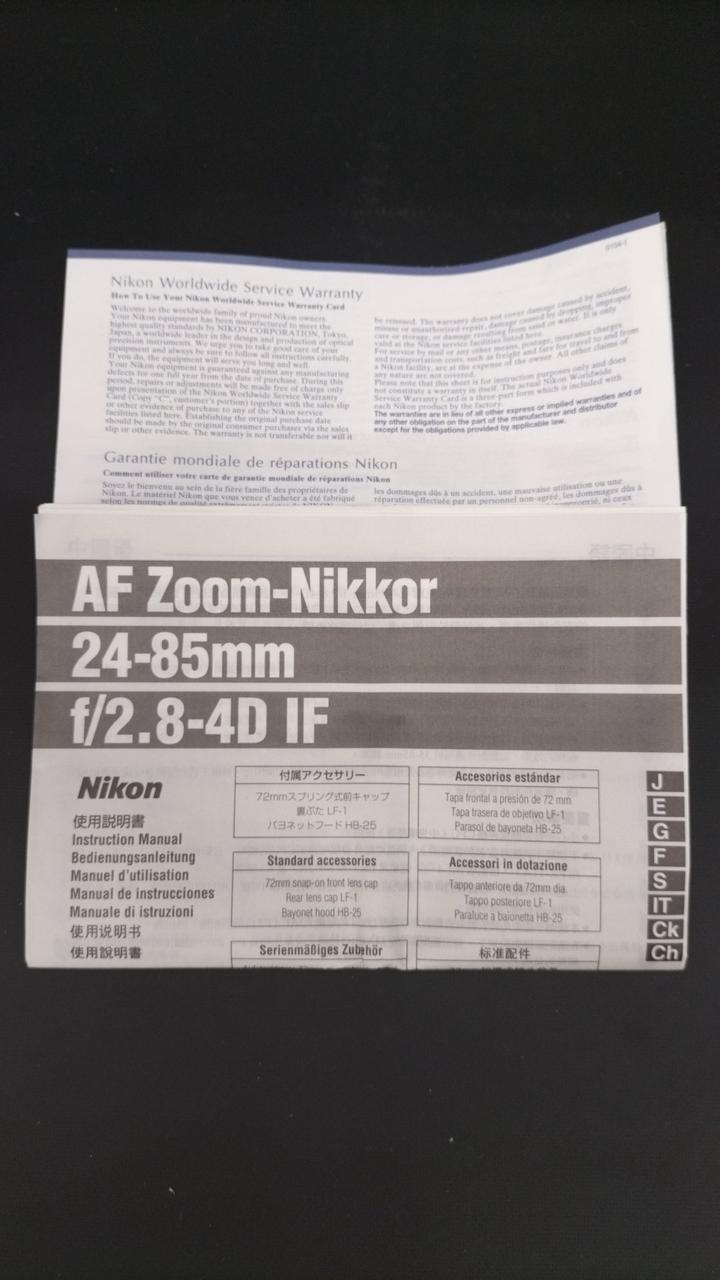 0104-1
Nikon Worldwide Service Warranty
How To Use Your Nikon Worldwide Service Warranty Card
Welcome to the worldwide family of proud Nikon owners.
Your Nikon equipment has been manufactured to meet the
highest quality standards by NIKON CORPORATION, Tokyo,
Japan, a worldwide leader in the design and production of optical
precision instruments. We urge you to take good care of your
equipment and always be sure to follow all instructions carefully.
If you do, the equipment will serve you long and well.
Your Nikon equipment is guaranteed against any manufacturing
defects for one full year from the date of purchase. During this
period, repairs or adjustments will be made free of charge only
upon presentation of the Nikon Worldwide Service Warranty
Card (Copy "C", customer's portion) together with the sales slip
or other evidence of purchase to any of the Nikon service
facilities listed here. Establishing the original purchase date
should be made by the original consumer purchaser via the sales
slip or other evidence. The warranty is not transferable nor will it
be reissued. The warranty does not cover damage caused by accident,
misuse or unauthorized repair, damage caused by dropping, improper
care or storage, or damage resulting from sand or water. It is only
valid at the Nikon service facilities listed here.
For service by mail or any other means, postage, insurance charges
and transportation costs, such as freight and fare for travel to and from
a Nikon facility, are at the expense of the owner. All other claims of
any nature are not covered.
Please note that this sheet is for instruction purposes only and does
not constitute a warranty in itself. The actual Nikon Worldwide
Service Warranty Card is a three-part form which is included with
each Nikon product by the factory.
The warranties are in lieu of all other express or implied warranties and of
any other obligation on the part of the manufacturer and distributor
except for the obligations provided by applicable law.
Garantie mondiale de réparations Nikon
Comment utiliser votre carte de garantie mondiale de réparations Nikon
Soyez le bienvenu au sein de la fière famille des propriétaires de
Nikon. Le matériel Nikon que vous venez d'acheter a été fabriqué
selon les normes de qualité
les dommages dûs à un accident, une mauvaise utilisation ou une
réparation effectuée par un personnel non-agréé, les dommages dûs à
AF Zoom-Nikkor
24-85mm
f/2.8-4D IF
Nikon
使用説明書
Instruction Manual
Bedienungsanleitung
Manuel d'utilisation
Manual de instrucciones
Manuale di istruzioni
使用说明书
使用說明書
付属アクセサリー
72mmスプリング式前キャップ
裏ぶた LF-1
バヨネットフード HB-25
Standard accessories
72mm snap-on front lens cap
Rear lens cap LF-1
Bayonet hood HB-25
Serienmäßiges Zubehör
Accesorios estándar
Tapa frontal a presión de 72 mm
Tapa trasera de objetivo LF-1
Parasol de bayoneta HB-25
Accessori in dotazione
Tappo anteriore da 72mm dia.
Tappo posteriore LF-1
Paraluce a baionetta HB-25
标准配件
J
E
G
F
S
IT
Ck
Ch